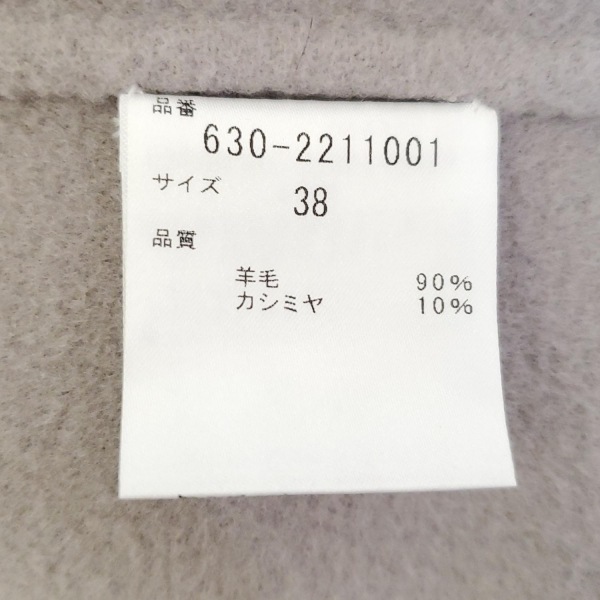 品番
630-2211001
サイズ
38
品質
羊毛 90%
カシミヤ 10%